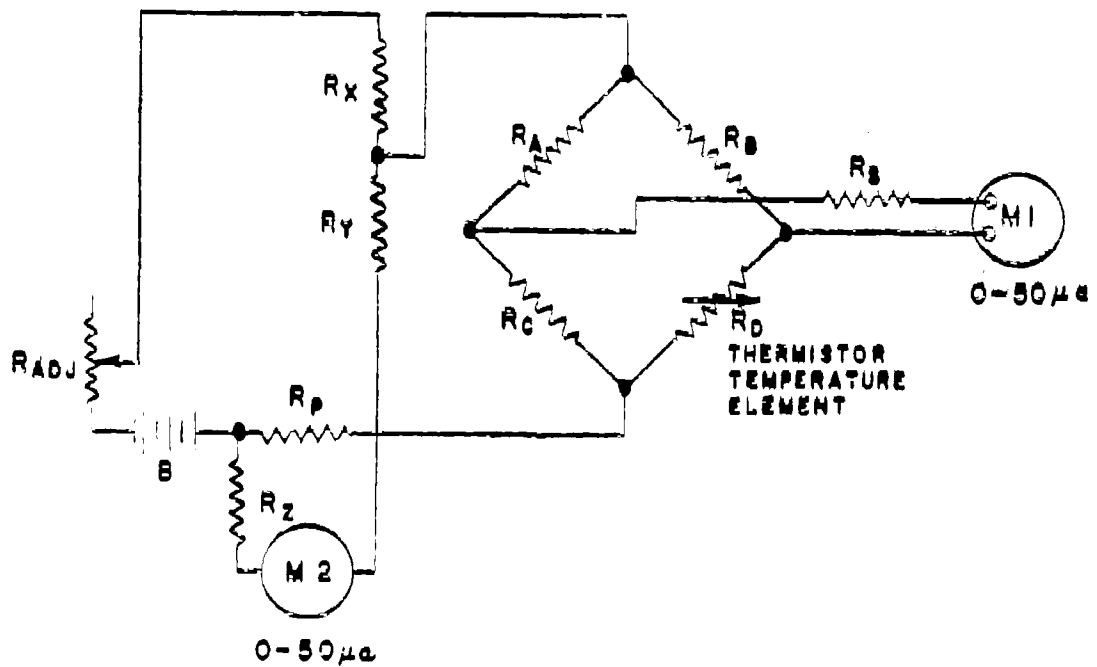 RX
RA
RB
RS
RY
M1
0-50μa
RC
RD
RADJ
THERMISTOR
TEMPERATURE
ELEMENT
RP
B
RZ
M2
0-50μa